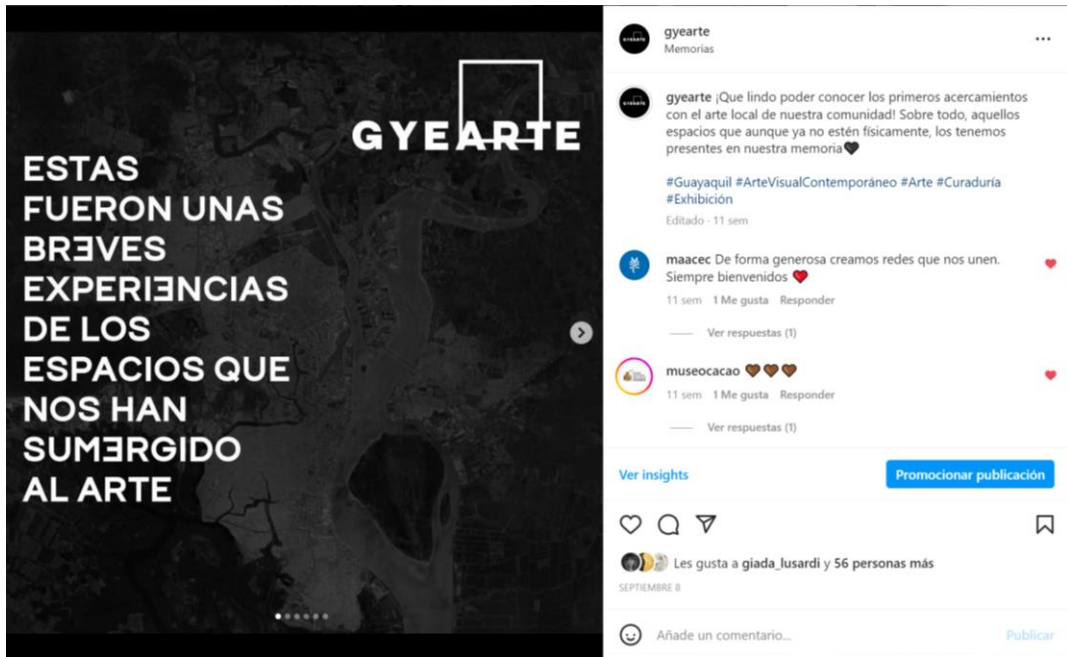 GYEARTE
ESTAS
FUERON UNAS
BRƎVES
EXPERIƎNCIAS
DE LOS
ESPACIOS QUE
NOS HAN
SUMƎRGIDO
AL ARTE
gyearte
Memorias
gyearte ¡Que lindo poder conocer los primeros acercamientos
con el arte local de nuestra comunidad! Sobre todo, aquellos
espacios que aunque ya no estén físicamente, los tenemos
presentes en nuestra memoria🖤
#Guayaquil #ArteVisualContemporáneo #Arte #Curaduría
#Exhibición
Editado · 11 sem
maacec De forma generosa creamos redes que nos unen.
Siempre bienvenidos ❤️
11 sem 1 Me gusta Responder
Ver respuestas (1)
museocacao 🤎🤎🤎
11 sem 1 Me gusta Responder
Ver respuestas (1)
Ver insights
Promocionar publicación
Les gusta a giada_lusardi y 56 personas más
SEPTIEMBRE 8
Añade un comentario...
Publicar